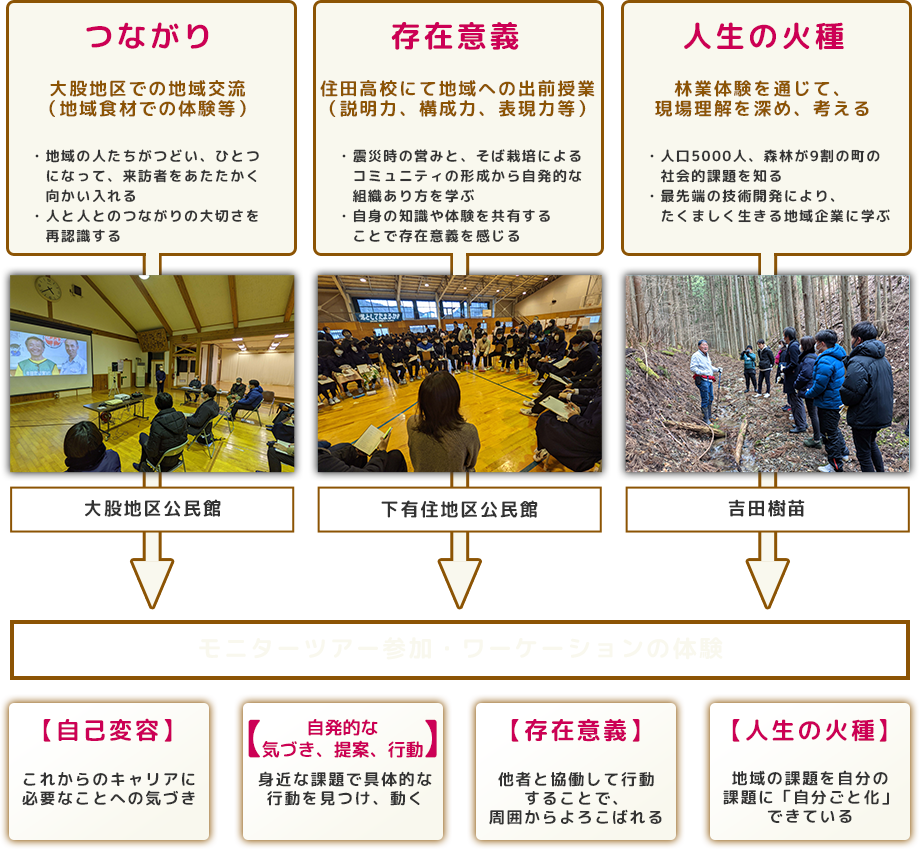 つながり
大股地区での地域交流
（地域食材での体験等）
・地域の人たちがつどい、ひとつ
になって、来訪者をあたたかく
向かい入れる
・人と人とのつながりの大切さを
再認識する
存在意義
住田高校にて地域への出前授業
（説明力、構成力、表現力等）
・震災時の営みと、そば栽培による
コミュニティの形成から自発的な
組織あり方を学ぶ
・自身の知識や体験を共有する
ことで存在意義を感じる
人生の火種
林業体験を通じて、
現場理解を深め、考える
・人口5000人、森林が9割の町の
社会的課題を知る
・最先端の技術開発により、
たくましく生きる地域企業に学ぶ
大股地区公民館
下有住地区公民館
吉田樹苗
モニターツアー参加・ワーケーションの体験
【自己変容】
これからのキャリアに
必要なことへの気づき
【自発的な
気づき、提案、行動】
身近な課題で具体的な
行動を見つけ、動く
【存在意義】
他者と協働して行動
することで、
周囲からよろこばれる
【人生の火種】
地域の課題を自分の
課題に「自分ごと化」
できている